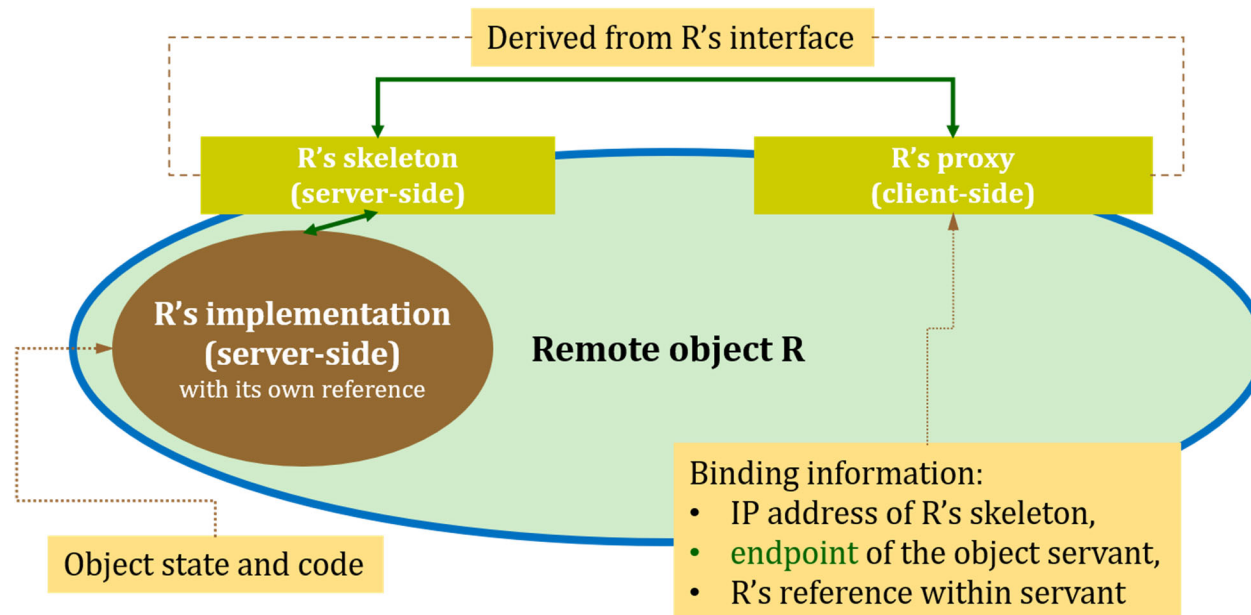 Derived from R's interface
R's skeleton
(server-side)
R's proxy
(client-side)
R's implementation
(server-side)
with its own reference
Remote object R
Binding information:
• IP address of R's skeleton,
• endpoint of the object servant,
• R's reference within servant
Object state and code